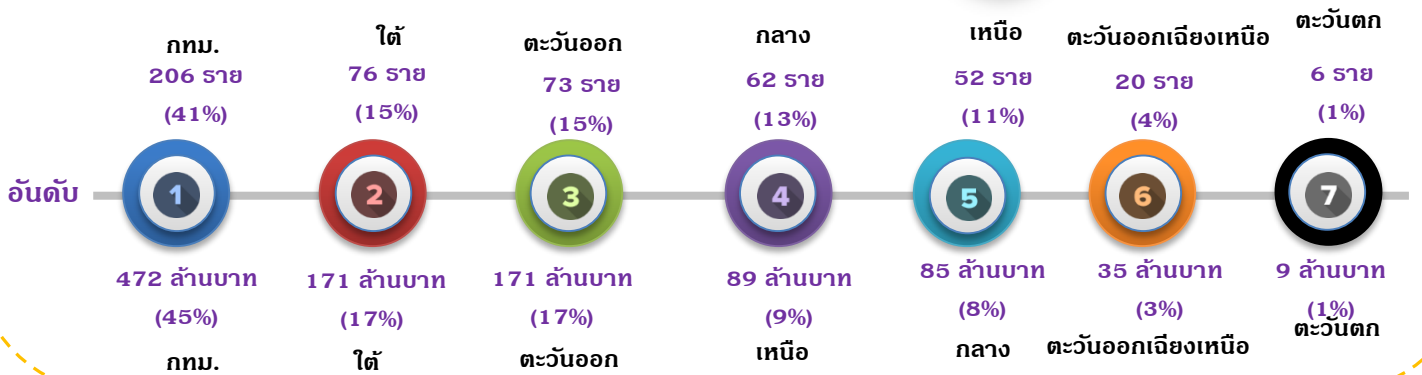 กทม. ใต้ ตะวันออก กลาง เหนือ ตะวันออกเฉียงเหนือ ตะวันตก
206 ราย 76 ราย 73 ราย 62 ราย 52 ราย 20 ราย 6 ราย
(41%) (15%) (15%) (13%) (11%) (4%) (1%)
อันดับ 1 2 3 4 5 6 7
472 ล้านบาท 171 ล้านบาท 171 ล้านบาท 89 ล้านบาท 85 ล้านบาท 35 ล้านบาท 9 ล้านบาท
(45%) (17%) (17%) (9%) (8%) (3%) (1%)
กทม. ใต้ ตะวันออก เหนือ กลาง ตะวันออกเฉียงเหนือ ตะวันตก